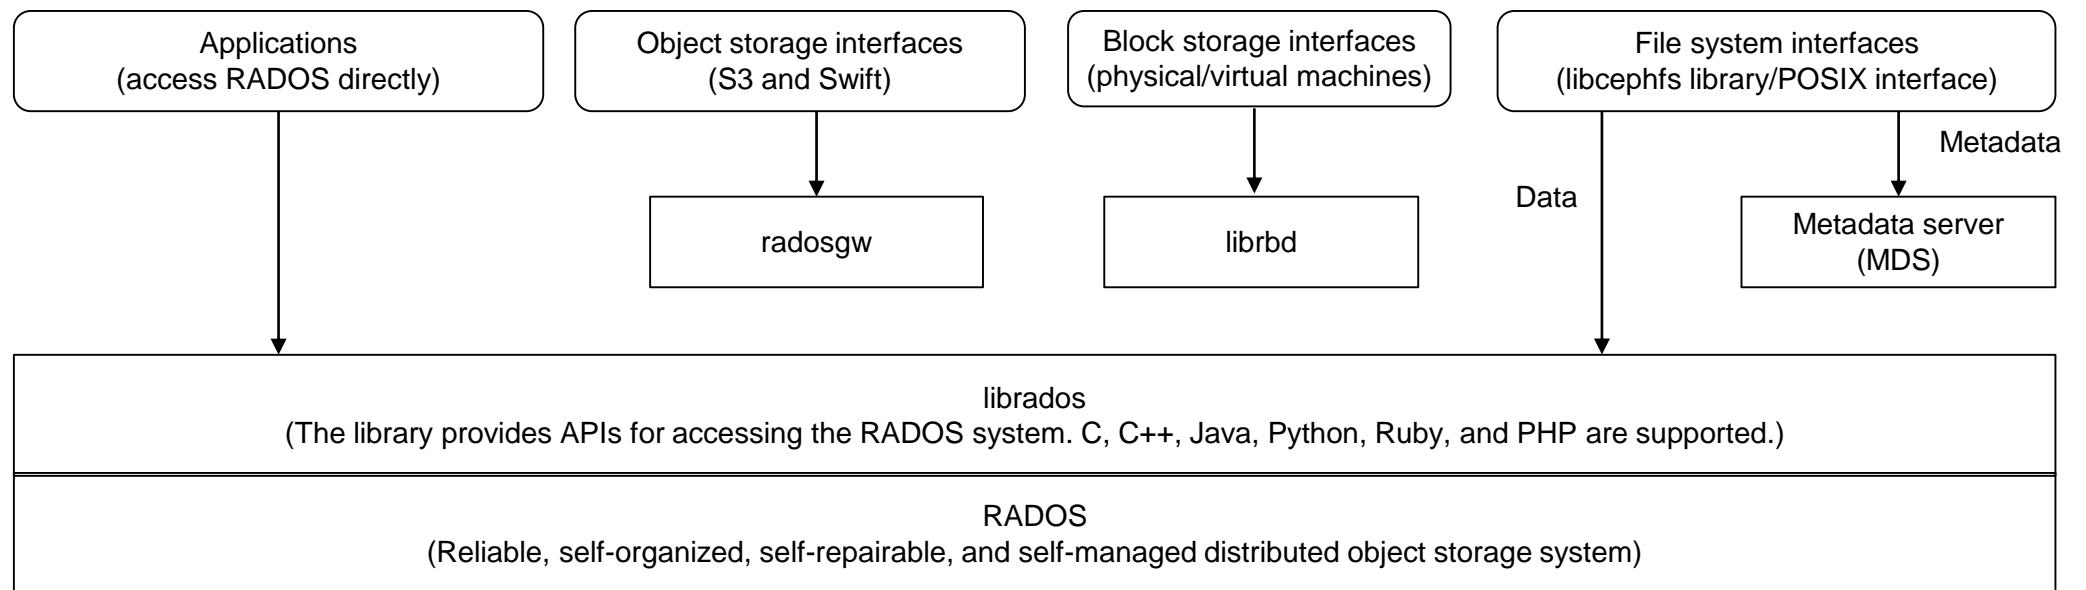 Applications
(access RADOS directly)
Object storage interfaces
(S3 and Swift)
Block storage interfaces
(physical/virtual machines)
File system interfaces
(libcephfs library/POSIX interface)
Metadata
Data
radosgw
librbd
Metadata server
(MDS)
librados
(The library provides APIs for accessing the RADOS system. C, C++, Java, Python, Ruby, and PHP are supported.)
RADOS
(Reliable, self-organized, self-repairable, and self-managed distributed object storage system)